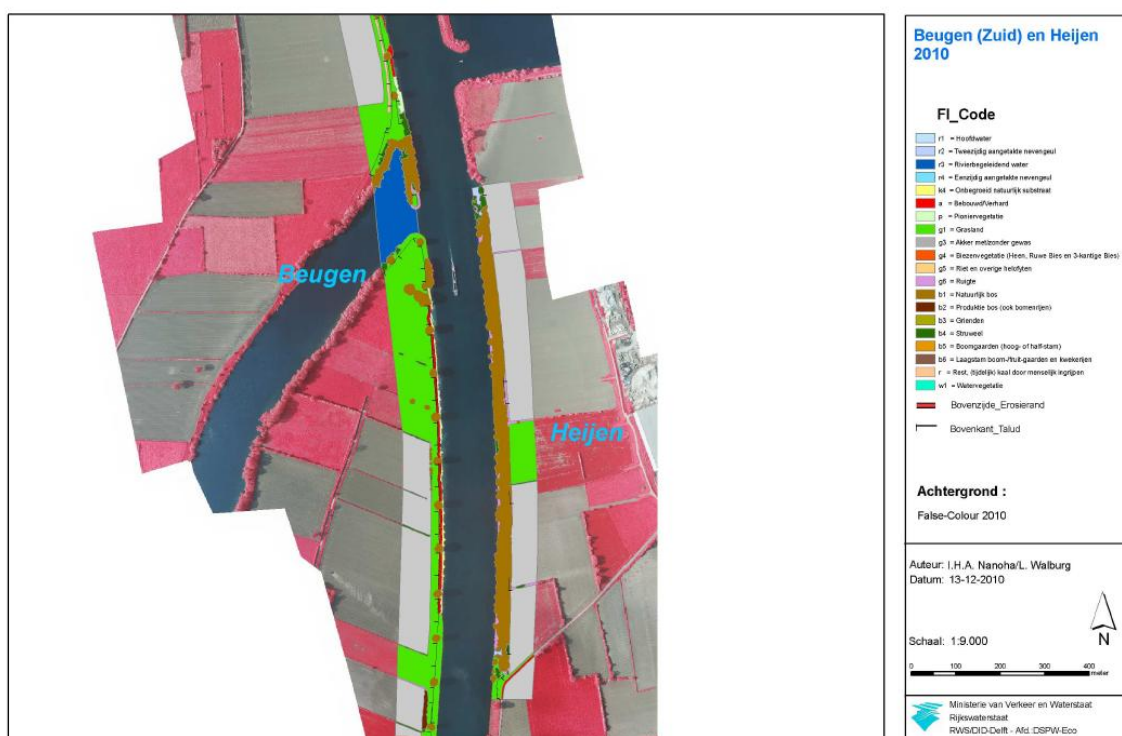 Beugen
Heijen
Beugen (Zuid) en Heijen
2010
Fl_Code
r1 = Hoofdwater
r2 = Tweezijdig aangetakte nevengeul
r3 = Rivierbegeleidend water
r4 = Eenzijdig aangetakte nevengeul
k4 = Onbegroeid natuurlijk substraat
a = Bebouwd/Verhard
p = Pioniervegetatie
g1 = Grasland
g3 = Akker met/zonder gewas
g4 = Biezenvegetatie (Heen, Ruwe Bies en 3-kantige Bies)
g5 = Riet en overige helofyten
g6 = Ruigte
b1 = Natuurlijk bos
b2 = Produktie bos (ook bomenrijen)
b3 = Grienden
b4 = Struweel
b5 = Boomgaarden (hoog- of half-stam)
b6 = Laagstam boom-/fruit-gaarden en kwekerijen
r = Rest, (tijdelijk) kaal door menselijk ingrijpen
w1 = Watervegetatie
Bovenzijde_Erosierand
Bovenkant_Talud
Achtergrond :
False-Colour 2010
Auteur: I.H.A. Nanoha/L. Walburg
Datum: 13-12-2010
N
Schaal: 1:9.000
0 100 200 300 400
meter
Ministerie van Verkeer en Waterstaat
Rijkswaterstaat
RWS/DID-Delft - Afd.:DSPW-Eco